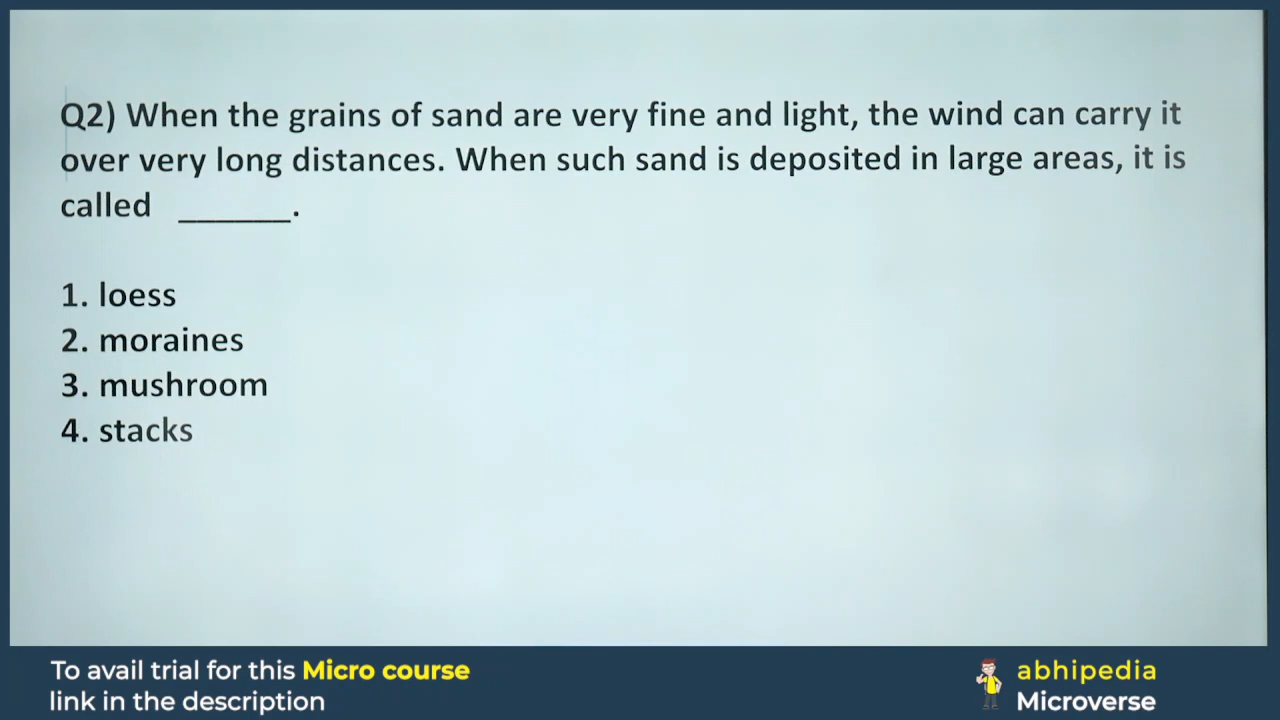 Q2) When the grains of sand are very fine and light, the wind can carry it
over very long distances. When such sand is deposited in large areas, it is
called ______.
1. loess
2. moraines
3. mushroom
4. stacks
To avail trial for this Micro course
link in the description
abhipedia
Microverse